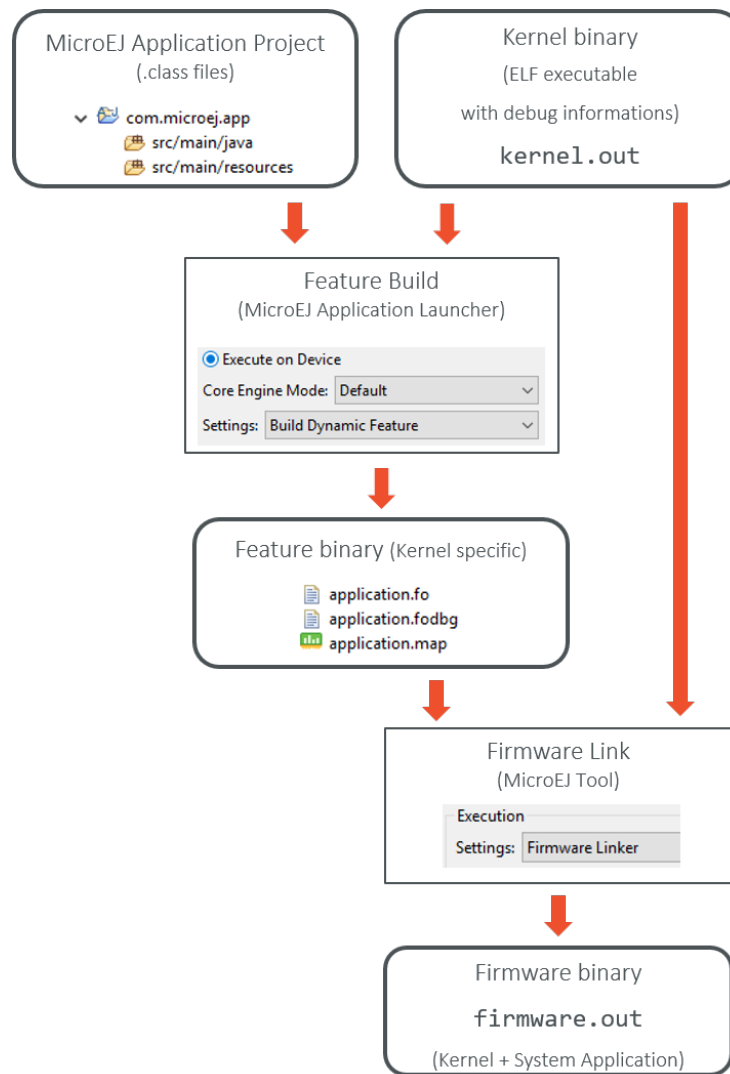 MicroEJ Application Project
(.class files)
com.microej.app
src/main/java
src/main/resources
Kernel binary
(ELF executable
with debug informations)
kernel.out
Feature Build
(MicroEJ Application Launcher)
Execute on Device
Core Engine Mode: Default
Settings: Build Dynamic Feature
Feature binary (Kernel specific)
application.fo
application.fodbg
application.map
Firmware Link
(MicroEJ Tool)
Execution
Settings: Firmware Linker
Firmware binary
firmware.out
(Kernel + System Application)